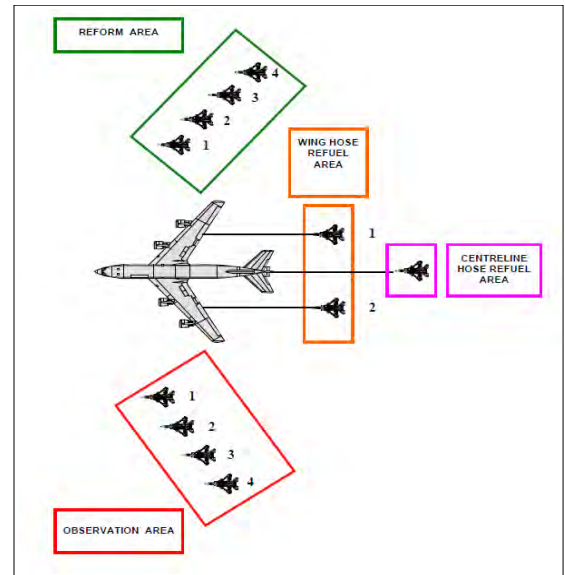 REFORM AREA
4
3
2
1
WING HOSE
REFUEL
AREA
1
CENTRELINE
HOSE REFUEL
AREA
2
1
2
3
4
OBSERVATION AREA